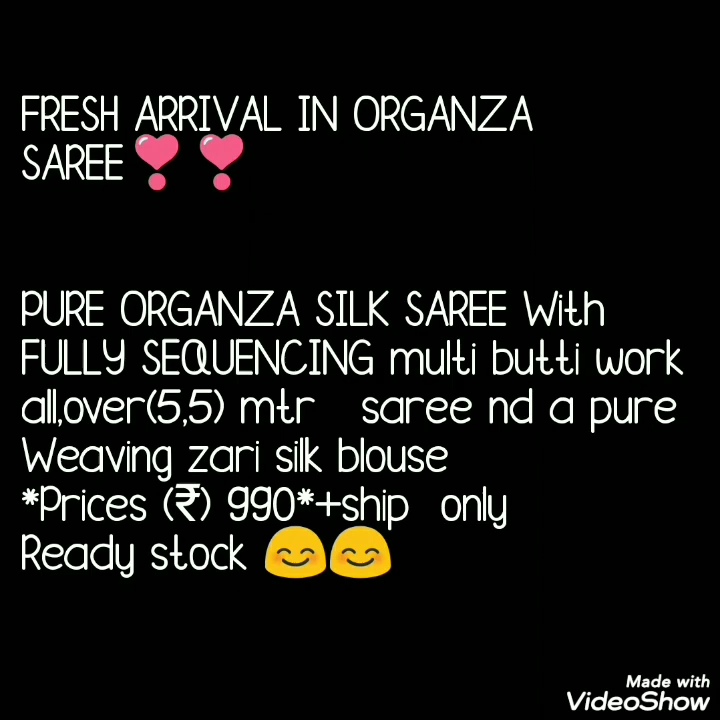 FRESH ARRIVAL IN ORGANZA
SAREE❣️ ❣️
PURE ORGANZA SILK SAREE With
FULLY SEQUENCING multi butti work
all,over(5,5) mtr saree nd a pure
Weaving zari silk blouse
*Prices (₹) 990*+ship only
Ready stock 😊😊
Made with
VideoShow